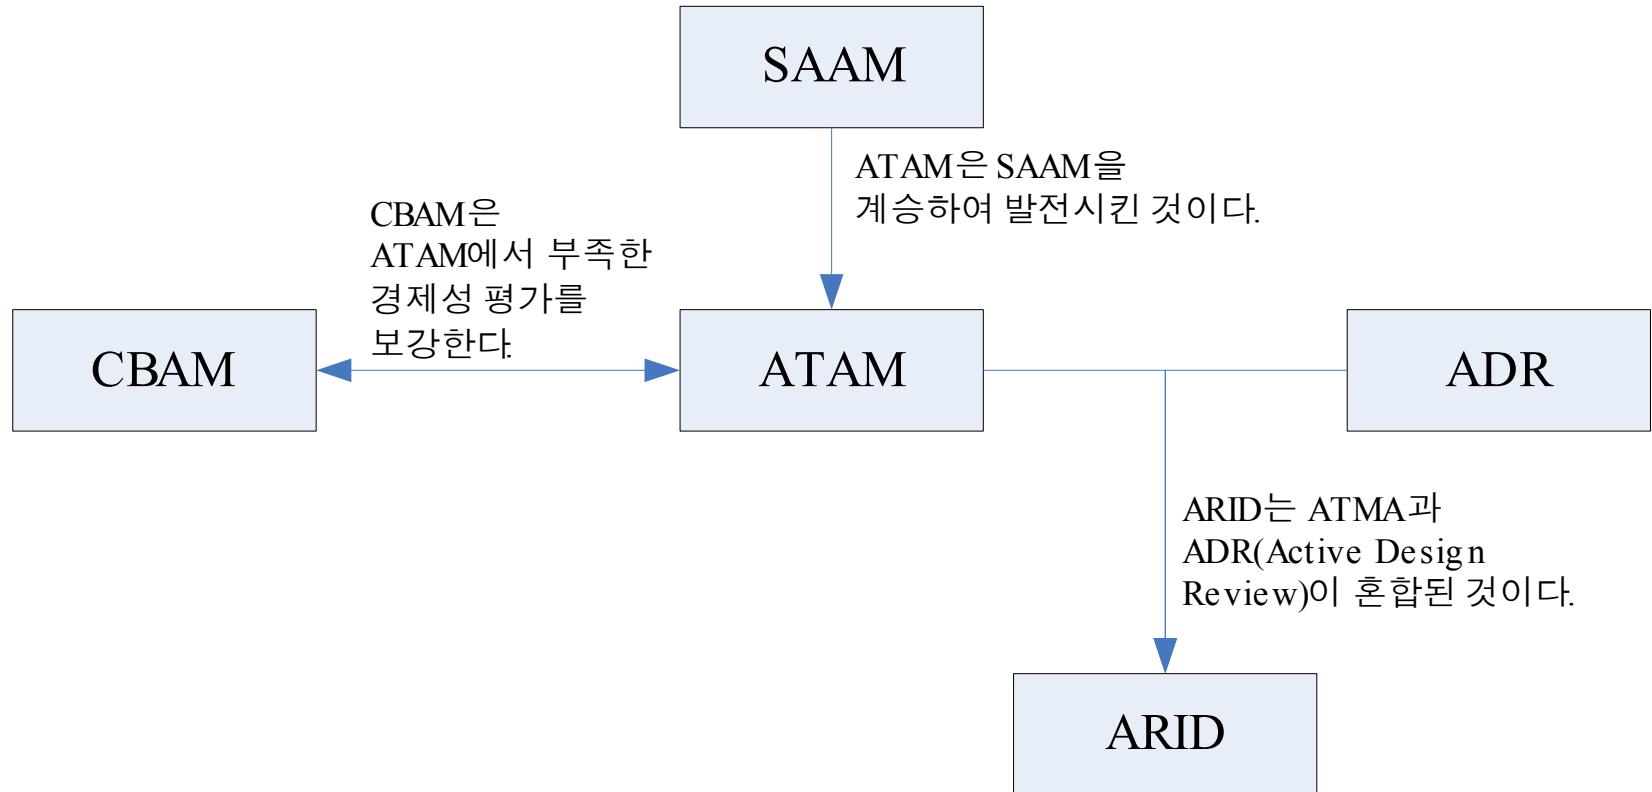 SAAM
ATAM은 SAAM을
계승하여 발전시킨 것이다.
CBAM은
ATAM에서 부족한
경제성 평가를
보강한다.
CBAM
ATAM
ADR
ARID는 ATMA과
ADR(Active Design
Review)이 혼합된 것이다.
ARID